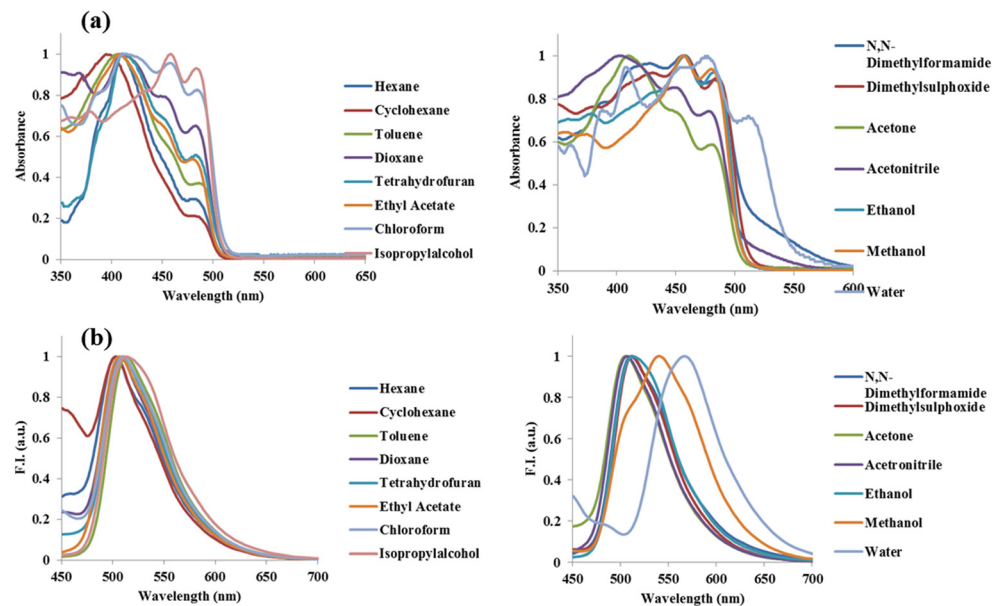 (a)
1
0.8
0.6
0.4
0.2
0
Absorbance
350 400 450 500 550 600 650
Wavelength (nm)
Hexane
Cyclohexane
Toluene
Dioxane
Tetrahydrofuran
Ethyl Acetate
Chloroform
Isopropylalcohol
1
0.8
0.6
0.4
0.2
0
Absorbance
350 400 450 500 550 600
Wavelength (nm)
N,N-
Dimethylformamide
Dimethylsulphoxide
Acetone
Acetonitrile
Ethanol
Methanol
Water
(b)
1
0.8
0.6
0.4
0.2
0
F.I. (a.u.)
450 500 550 600 650 700
Wavelength (nm)
Hexane
Cyclohexane
Toluene
Dioxane
Tetrahydrofuran
Ethyl Acetate
Chloroform
Isopropylalcohol
1
0.8
0.6
0.4
0.2
0
F.I. (a.u.)
450 500 550 600 650 700
Wavelength (nm)
N,N-
Dimethylformamide
Dimethylsulphoxide
Acetone
Acetronitrile
Ethanol
Methanol
Water